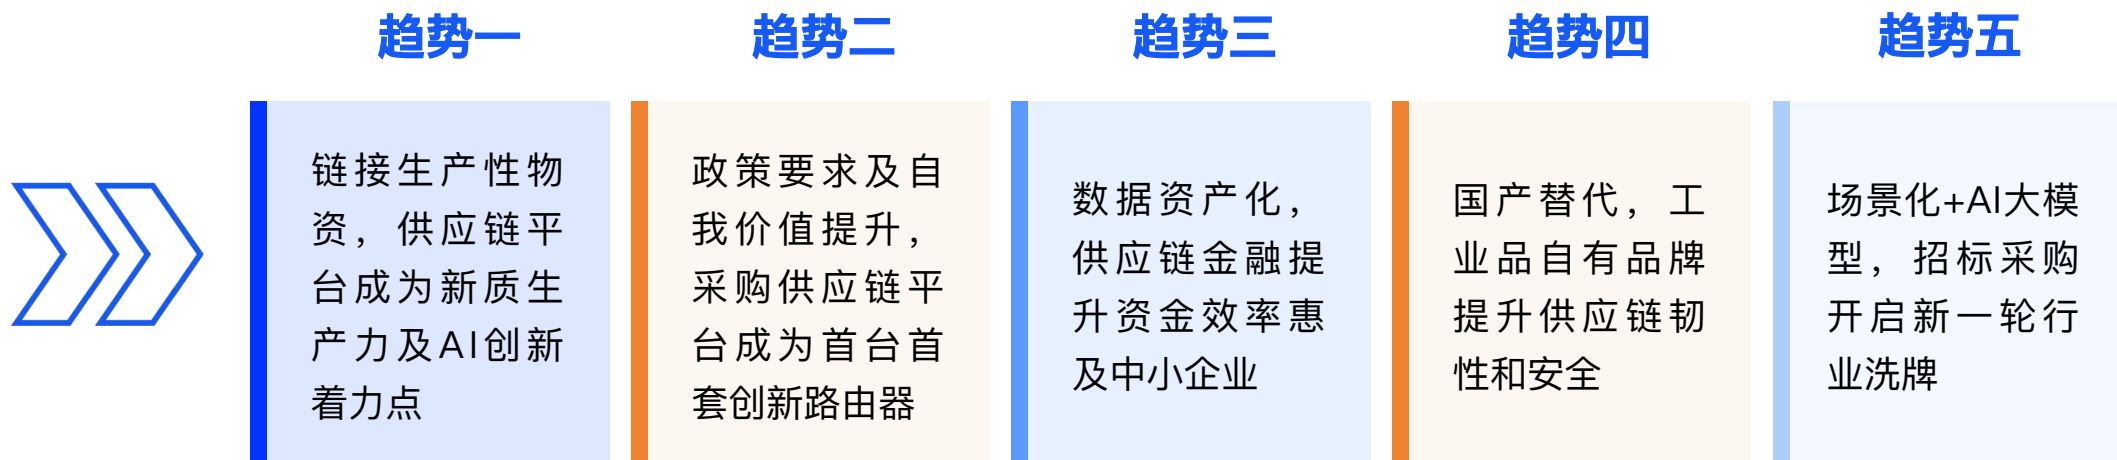 趋势一
链接生产性物
资，供应链平
台成为新质生
产力及AI创新
着力点
趋势二
政策要求及自
我价值提升，
采购供应链平
台成为首台首
套创新路由器
趋势三
数据资产化，
供应链金融提
升资金效率惠
及中小企业
趋势四
国产替代，工
业品自有品牌
提升供应链韧
性和安全
趋势五
场景化+AI大模
型，招标采购
开启新一轮行
业洗牌